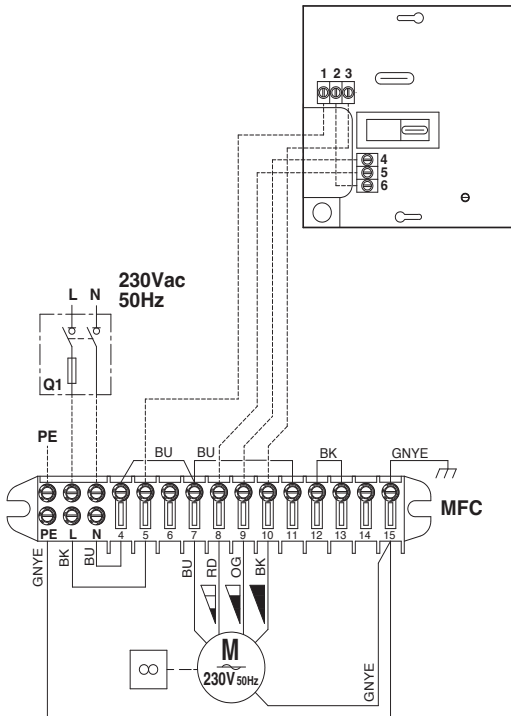 1 2 3
4
5
6
230Vac
50Hz
L N
Q1
PE
BU BU BK GNYE
MFC
PE L N 4 5 6 7 8 9 10 11 12 13 14 15
GNYE BK BU BU RD OG BK
M
230V 50Hz
8
GNYE